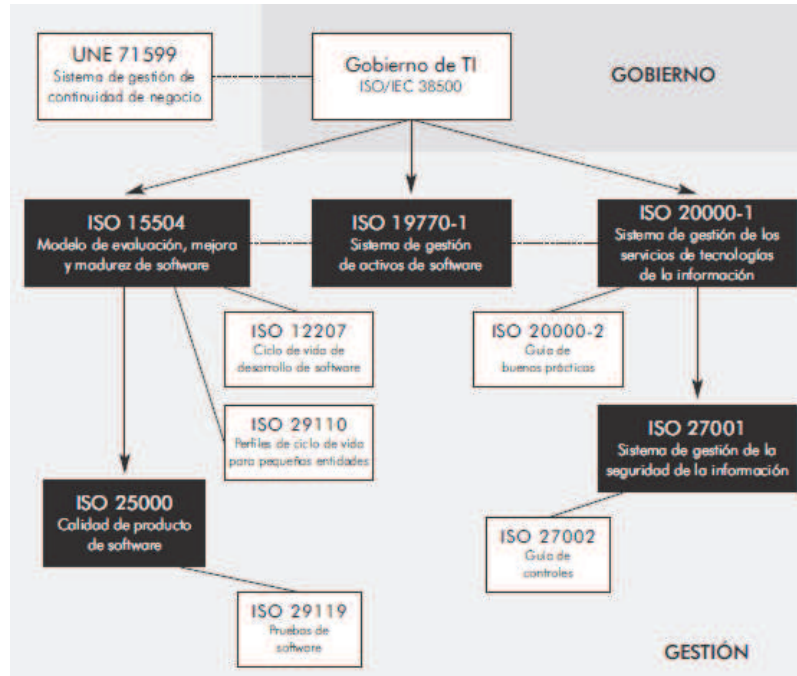 UNE 71599
Sistema de gestión de
continuidad de negocio
Gobierno de TI
ISO/IEC 38500
GOBIERNO
ISO 15504
Modelo de evaluación, mejora
y madurez de software
ISO 19770-1
Sistema de gestión
de activos de software
ISO 20000-1
Sistema de gestión de los
servicios de tecnologías
de la información
ISO 12207
Ciclo de vida de
desarrollo de software
ISO 20000-2
Guía de
buenas prácticas
ISO 29110
Perfiles de ciclo de vida
para pequeñas entidades
ISO 27001
Sistema de gestión de la
seguridad de la información
ISO 25000
Calidad de producto
de software
ISO 27002
Guía de
controles
ISO 29119
Pruebas de
software
GESTIÓN